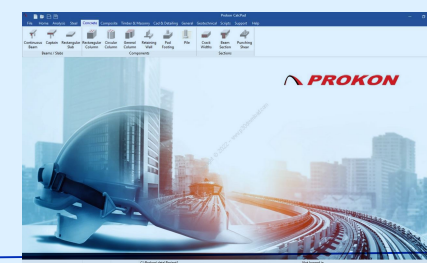 Prokon CalcPad
File Home Analysis Steel Concrete Composite Timber & Masonry Cad & Detailing General Geotechnical Scripts Support Help
Continuous Beam Captain Rectangular Slab Rectangular Column Circular Column General Column Retaining Wall Pad Footing Pile Crack Widths Beam Section Punching Shear
Beams / Slabs Components Sections
PROKON